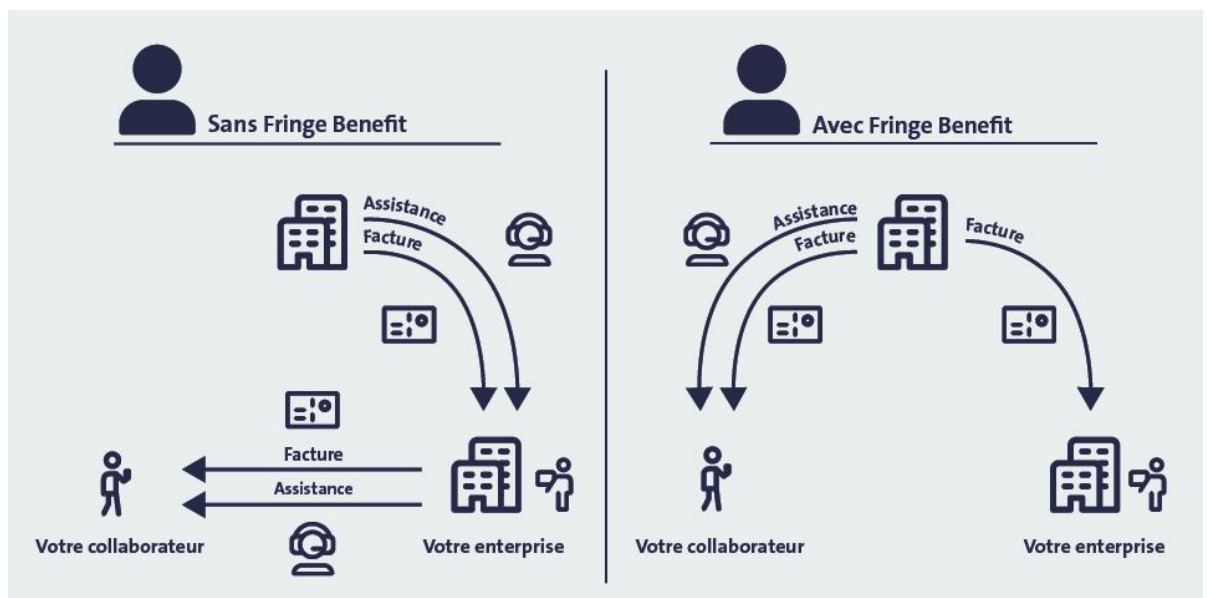 Sans Fringe Benefit
Assistance
Facture
Facture
Assistance
Votre collaborateur
Votre enterprise
Avec Fringe Benefit
Assistance
Facture
Facture
Votre collaborateur
Votre enterprise